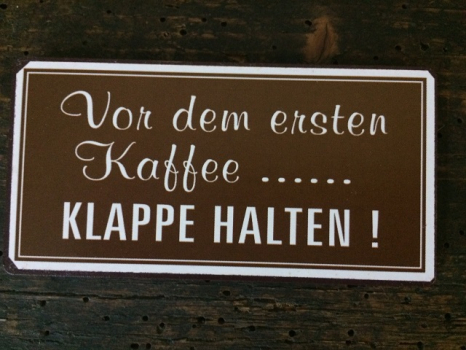 Vor dem ersten
Kaffee ......
KLAPPE HALTEN !